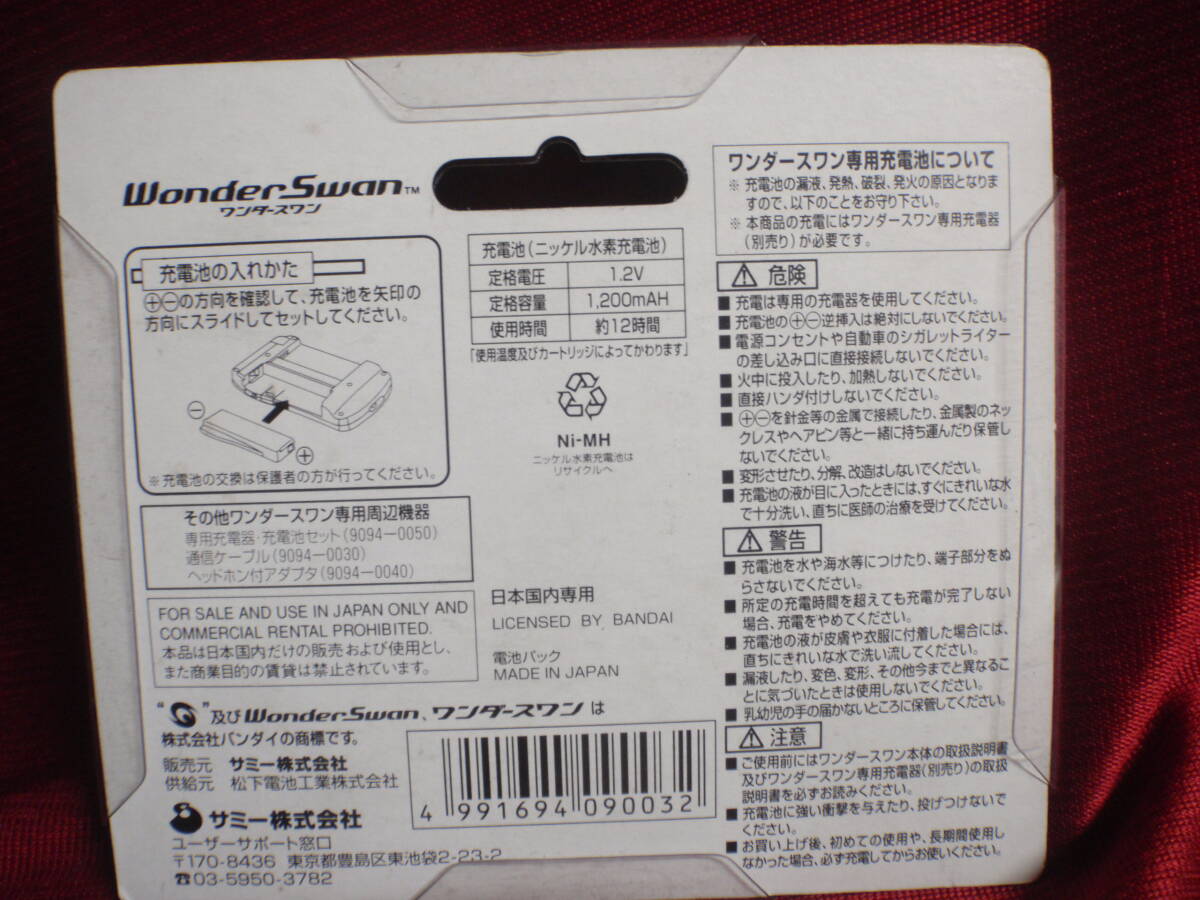 WonderSwan™
ワンダースワン
充電池の入れかた
⊕⊖の方向を確認して、充電池を矢印の
方向にスライドしてセットしてください。
⊖
⊕
※充電池の交換は保護者の方が行ってください。
その他ワンダースワン専用周辺機器
専用充電器・充電池セット(9094－0050)
通信ケーブル(9094－0030)
ヘッドホン付アダプタ(9094－0040)
FOR SALE AND USE IN JAPAN ONLY AND
COMMERCIAL RENTAL PROHIBITED.
本品は日本国内だけの販売および使用とし、
また商業目的の賃貸は禁止されています。
充電池(ニッケル水素充電池)
定格電圧 1.2V
定格容量 1,200mAH
使用時間 約12時間
「使用温度及びカートリッジによってかわります」
Ni-MH
ニッケル水素充電池は
リサイクルへ
日本国内専用
LICENSED BY BANDAI
電池パック
MADE IN JAPAN
“ ”及びWonderSwan、ワンダースワンは
株式会社バンダイの商標です。
販売元 サミー株式会社
供給元 松下電池工業株式会社
サミー株式会社
ユーザーサポート窓口
〒170-8436 東京都豊島区東池袋2-23-2
☎03-5950-3782
4 991694 090032
ワンダースワン専用充電池について
※ 充電池の漏液、発熱、破裂、発火の原因となりま
すので、以下のことをお守り下さい。
※ 本商品の充電にはワンダースワン専用充電器
(別売り)が必要です。
⚠ 危険
■ 充電は専用の充電器を使用してください。
■ 充電池の⊕⊖逆挿入は絶対にしないでください。
■ 電源コンセントや自動車のシガレットライター
の差し込み口に直接接続しないでください。
■ 火中に投入したり、加熱しないでください。
■ 直接ハンダ付けしないでください。
■ ⊕⊖を針金等の金属で接続したり、金属製のネッ
クレスやヘアピン等と一緒に持ち運んだり保管し
ないでください。
■ 変形させたり、分解、改造はしないでください。
■ 充電池の液が目に入ったときには、すぐにきれいな水
で十分洗い、直ちに医師の治療を受けてください。
⚠ 警告
■ 充電池を水や海水等につけたり、端子部分をぬ
らさないでください。
■ 所定の充電時間を超えても充電が完了しない
場合、充電をやめてください。
■ 充電池の液が皮膚や衣服に付着した場合には、
直ちにきれいな水で洗い流してください。
■ 漏液したり、変色、変形、その他今までと異なるこ
とに気づいたときは使用しないでください。
■ 乳幼児の手の届かないところに保管してください。
⚠ 注意
■ ご使用前にはワンダースワン本体の取扱説明書
及びワンダースワン専用充電器(別売り)の取扱
説明書を必ずお読みください。
■ 充電池に強い衝撃を与えたり、投げつけないで
ください。
■ お買い上げ後、初めての使用や、長期間使用し
なかった場合、必ず充電してからお使いください。